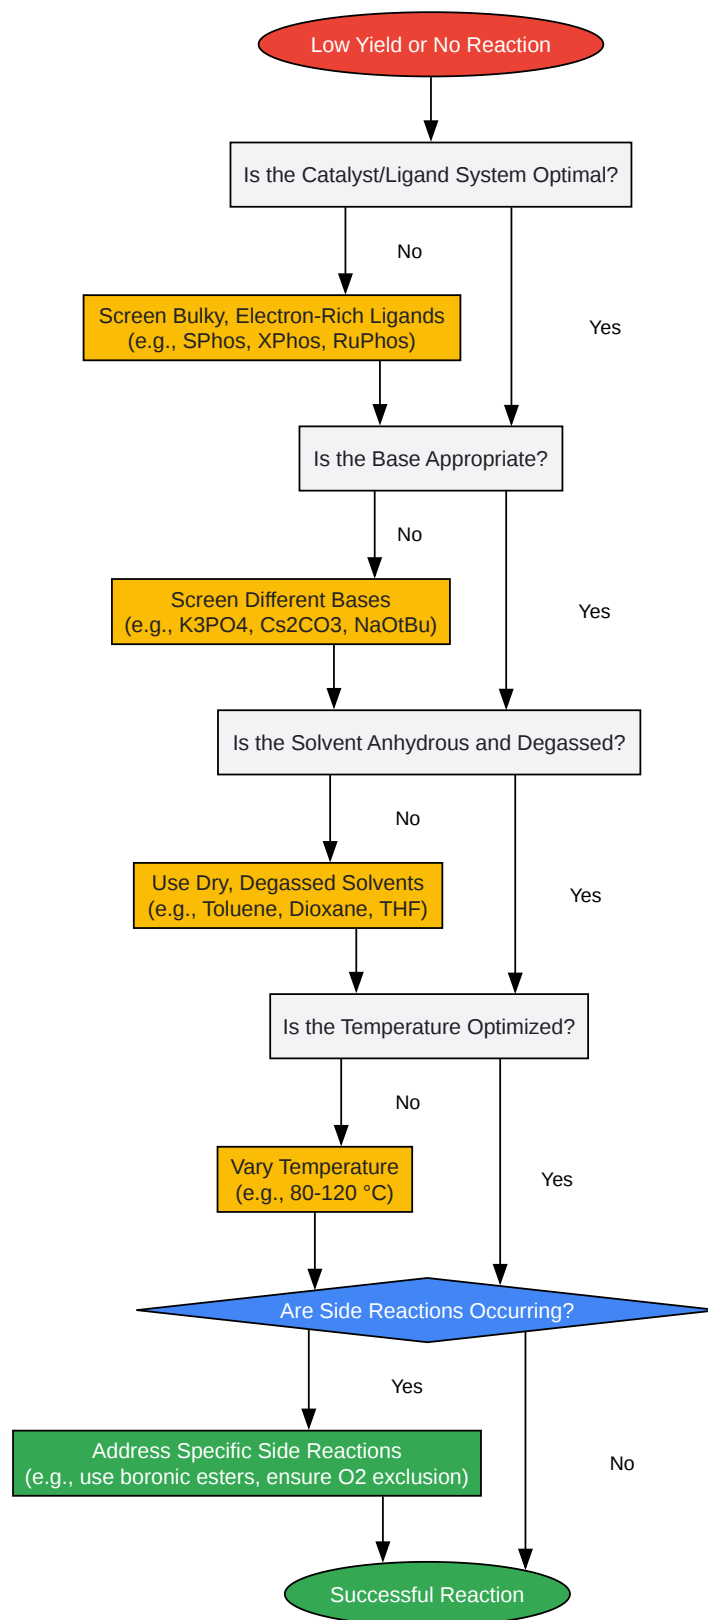 Low Yield or No Reaction
Is the Catalyst/Ligand System Optimal?
No
Screen Bulky, Electron-Rich Ligands
(e.g., SPhos, XPhos, RuPhos)
Yes
Is the Base Appropriate?
No
Screen Different Bases
(e.g., K3PO4, Cs2CO3, NaOtBu)
Yes
Is the Solvent Anhydrous and Degassed?
No
Use Dry, Degassed Solvents
(e.g., Toluene, Dioxane, THF)
Yes
Is the Temperature Optimized?
No
Vary Temperature
(e.g., 80-120 °C)
Yes
Are Side Reactions Occurring?
Yes
Address Specific Side Reactions
(e.g., use boronic esters, ensure O2 exclusion)
No
Successful Reaction